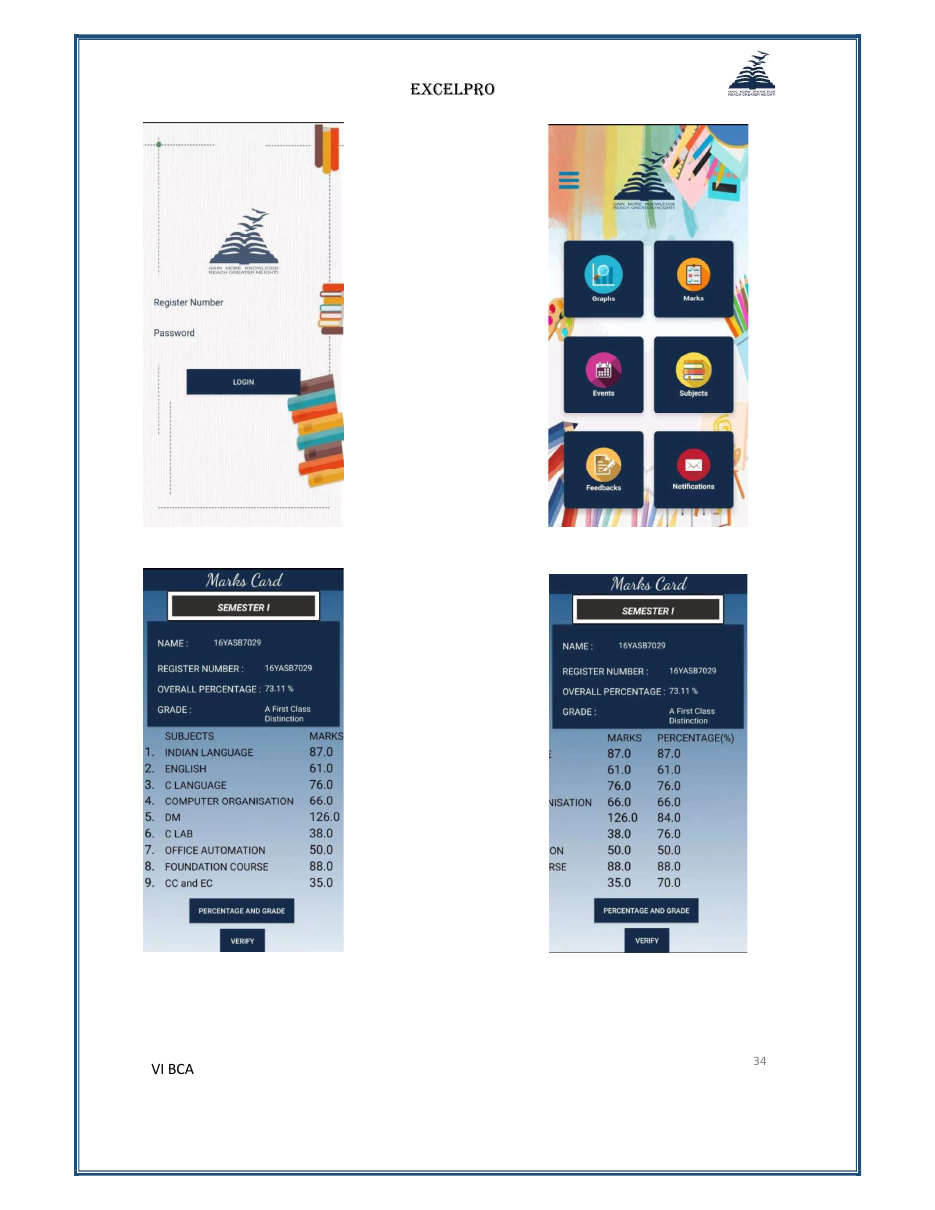 EXCELPRO
GAIN MORE KNOWLEDGE
REACH GREATER HEIGHTS
GAIN MORE KNOWLEDGE
REACH GREATER HEIGHTS
Register Number
Password
LOGIN
GAIN MORE KNOWLEDGE
REACH GREATER HEIGHTS
Graphs
Marks
Events
Subjects
Feedbacks
Notifications
Marks Card
SEMESTER I
NAME : 16YASB7029
REGISTER NUMBER : 16YASB7029
OVERALL PERCENTAGE : 73.11 %
GRADE : A First Class
Distinction
SUBJECTS MARKS
1. INDIAN LANGUAGE 87.0
2. ENGLISH 61.0
3. C LANGUAGE 76.0
4. COMPUTER ORGANISATION 66.0
5. DM 126.0
6. C LAB 38.0
7. OFFICE AUTOMATION 50.0
8. FOUNDATION COURSE 88.0
9. CC and EC 35.0
PERCENTAGE AND GRADE
VERIFY
Marks Card
SEMESTER I
NAME : 16YASB7029
REGISTER NUMBER : 16YASB7029
OVERALL PERCENTAGE : 73.11 %
GRADE : A First Class
Distinction
MARKS PERCENTAGE(%)
E 87.0 87.0
61.0 61.0
76.0 76.0
NISATION 66.0 66.0
126.0 84.0
38.0 76.0
ON 50.0 50.0
RSE 88.0 88.0
35.0 70.0
PERCENTAGE AND GRADE
VERIFY
34
VI BCA